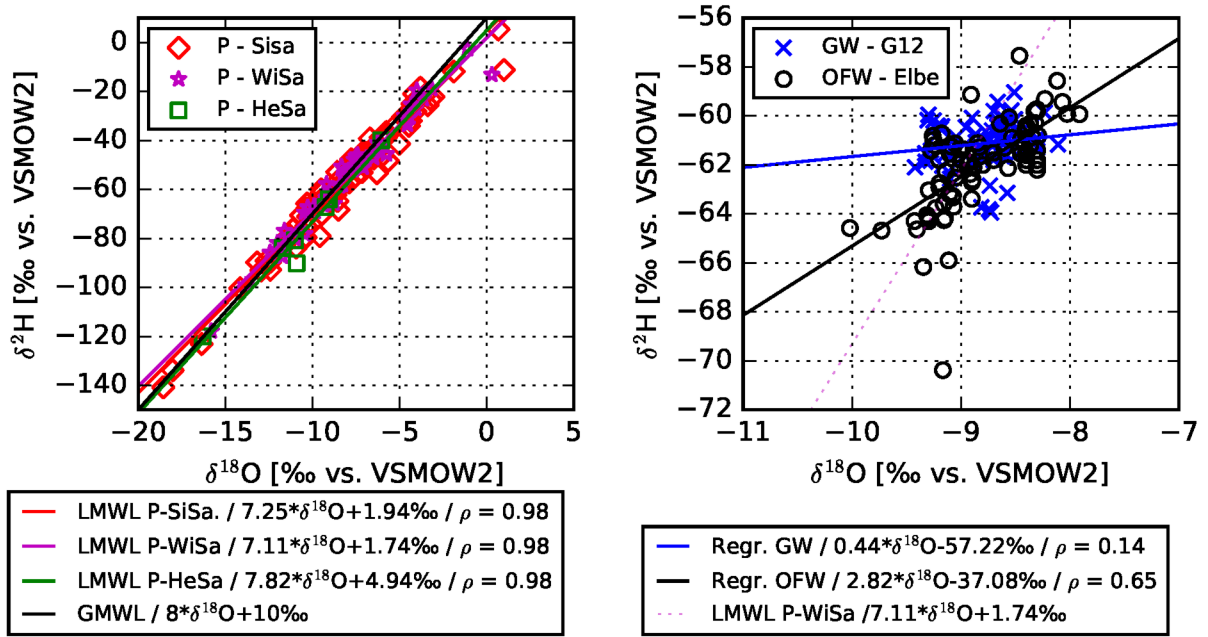 P - Sisa
P - WiSa
P - HeSa
0
−20
−40
−60
−80
−100
−120
−140
δ²H [‰ vs. VSMOW2]
−20
−15
−10
−5
0
5
δ¹⁸O [‰ vs. VSMOW2]
LMWL P-SiSa. / 7.25*δ¹⁸O+1.94‰ / ρ = 0.98
LMWL P-WiSa / 7.11*δ¹⁸O+1.74‰ / ρ = 0.98
LMWL P-HeSa / 7.82*δ¹⁸O+4.94‰ / ρ = 0.98
GMWL / 8*δ¹⁸O+10‰
GW - G12
OFW - Elbe
−56
−58
−60
−62
−64
−66
−68
−70
−72
δ²H [‰ vs. VSMOW2]
−11
−10
−9
−8
−7
δ¹⁸O [‰ vs. VSMOW2]
Regr. GW / 0.44*δ¹⁸O-57.22‰ / ρ = 0.14
Regr. OFW / 2.82*δ¹⁸O-37.08‰ / ρ = 0.65
LMWL P-WiSa /7.11*δ¹⁸O+1.74‰